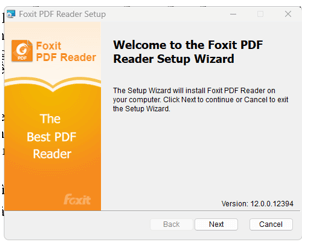 Foxit PDF Reader Setup
Foxit
PDF Reader
PDF
Welcome to the Foxit PDF
Reader Setup Wizard
The Setup Wizard will install Foxit PDF Reader on
your computer. Click Next to continue or Cancel to exit
the Setup Wizard.
The
Best PDF
Reader
foxit
Version: 12.0.0.12394
Back
Next
Cancel